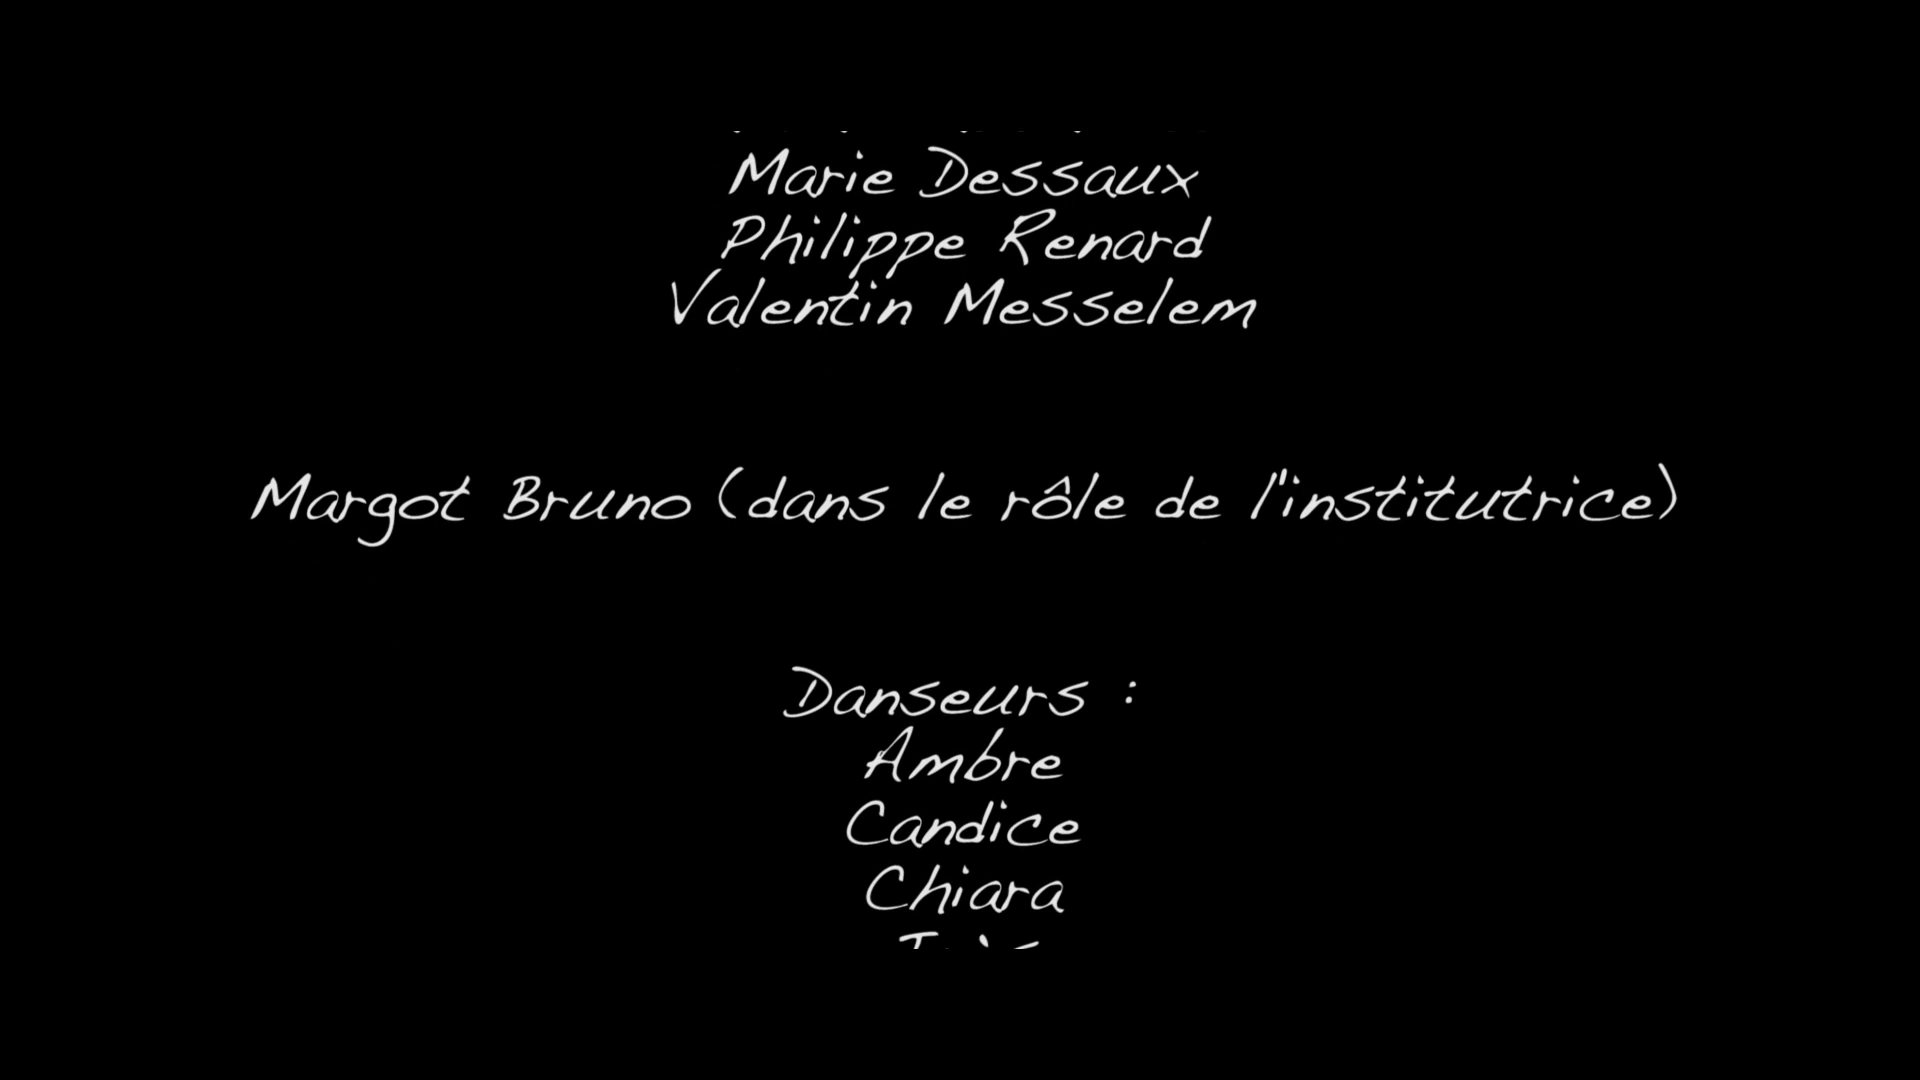 Marie Dessaux
Philippe Renard
Valentin Messelem
Margot Bruno (dans le rôle de l'institutrice)
Danseurs :
Ambre
Candice
Chiara